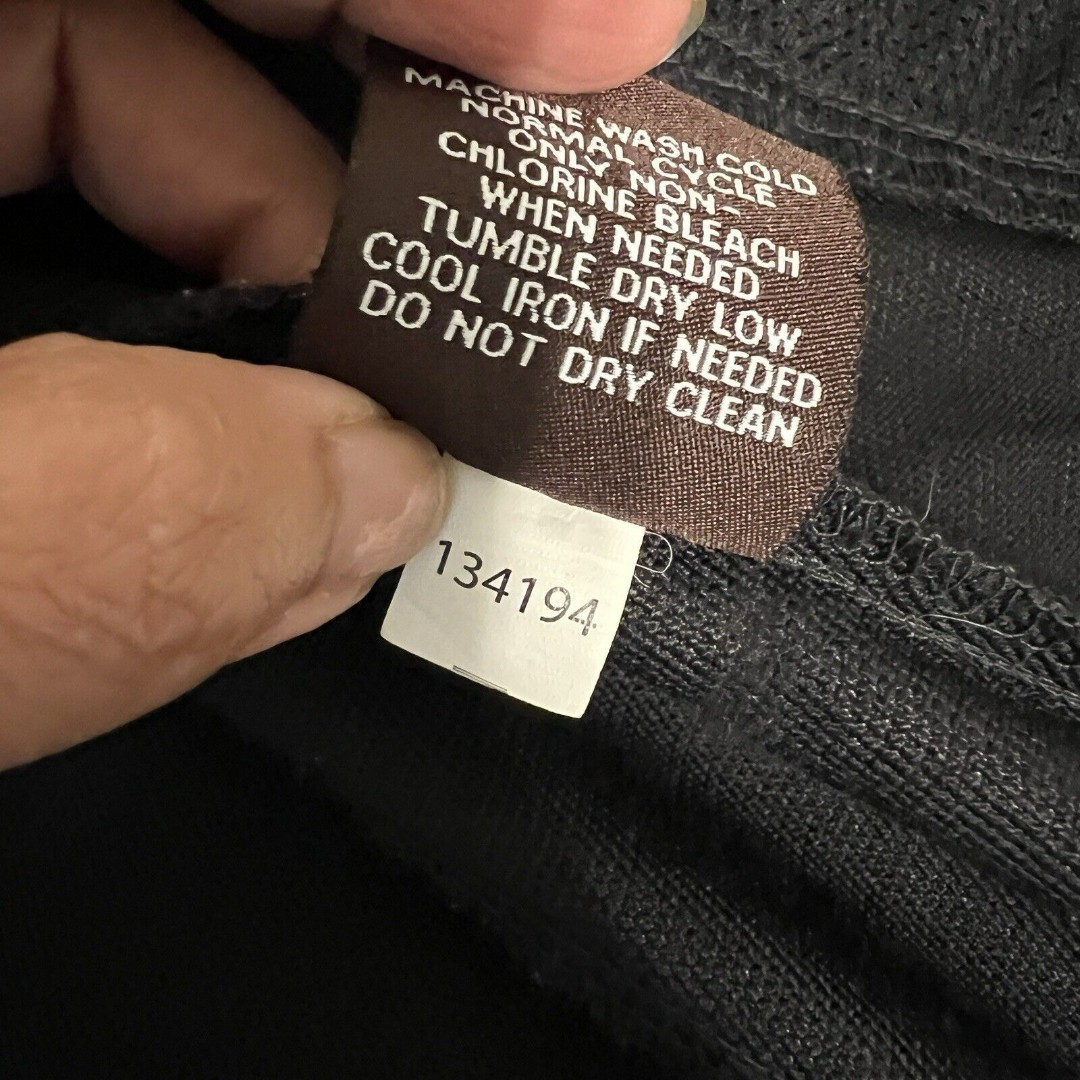 MACHINE WASH COLD
NORMAL CYCLE
ONLY NON-
CHLORINE BLEACH
WHEN NEEDED
TUMBLE DRY LOW
COOL IRON IF NEEDED
DO NOT DRY CLEAN
134194